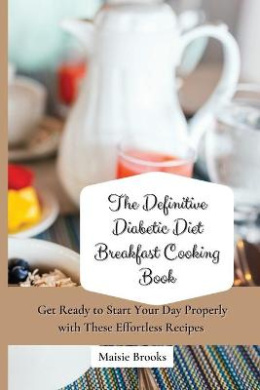 The Definitive
Diabetic Diet
Breakfast Cooking
Book
Get Ready to Start Your Day Properly
with These Effortless Recipes
Maisie Brooks